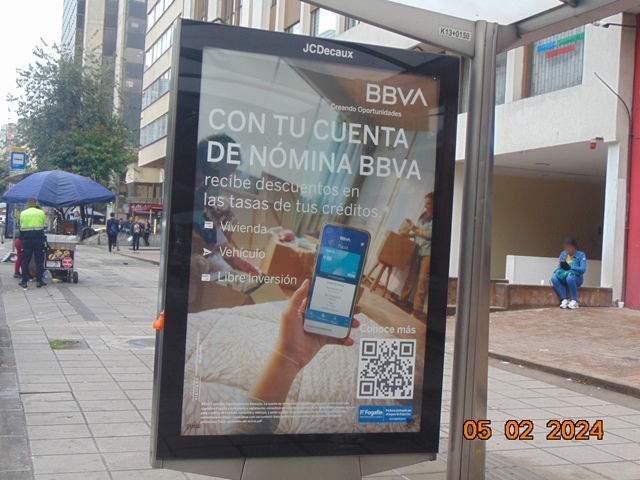 K13+0150
JCDecaux
BBVA
Creando Oportunidades
CON TU CUENTA
DE NÓMINA BBVA
recibe descuentos en
las tasas de tus créditos.
Vivienda
Vehículo
Libre inversión
Conoce más
Fogafín
05 02 2024